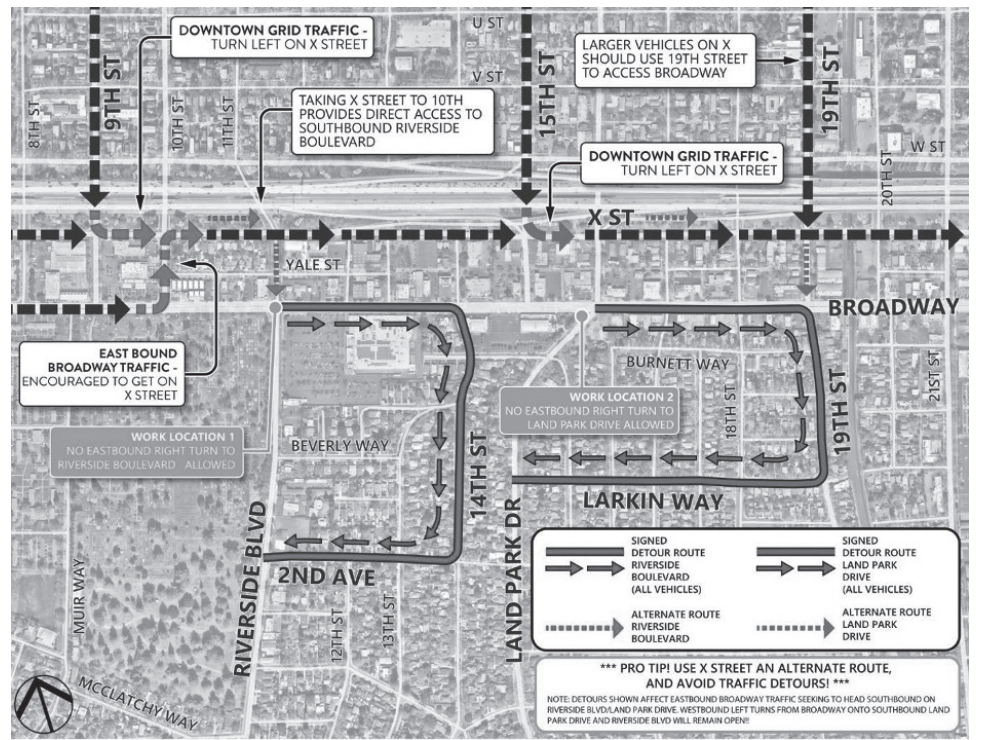 U ST
DOWNTOWN GRID TRAFFIC -
TURN LEFT ON X STREET
LARGER VEHICLES ON X
SHOULD USE 19TH STREET
TO ACCESS BROADWAY
V ST
8TH ST
9TH ST
10TH ST
11TH ST
15TH ST
19TH ST
TAKING X STREET TO 10TH
PROVIDES DIRECT ACCESS TO
SOUTHBOUND RIVERSIDE
BOULEVARD
DOWNTOWN GRID TRAFFIC -
TURN LEFT ON X STREET
W ST
20TH ST
X ST
YALE ST
BROADWAY
EAST BOUND
BROADWAY TRAFFIC -
ENCOURAGED TO GET ON
X STREET
BURNETT WAY
WORK LOCATION 2
NO EASTBOUND RIGHT TURN TO
LAND PARK DRIVE ALLOWED
18TH ST
19TH ST
21ST ST
WORK LOCATION 1
NO EASTBOUND RIGHT TURN TO
RIVERSIDE BOULEVARD ALLOWED
BEVERLY WAY
14TH ST
LARKIN WAY
RIVERSIDE BLVD
2ND AVE
LAND PARK DR
MUIR WAY
12TH ST
13TH ST
MCCLATCHY WAY
SIGNED
DETOUR ROUTE
RIVERSIDE
BOULEVARD
(ALL VEHICLES)
SIGNED
DETOUR ROUTE
LAND PARK
DRIVE
(ALL VEHICLES)
ALTERNATE ROUTE
RIVERSIDE
BOULEVARD
ALTERNATE ROUTE
LAND PARK
DRIVE
*** PRO TIP! USE X STREET AN ALTERNATE ROUTE,
AND AVOID TRAFFIC DETOURS! ***
NOTE: DETOURS SHOWN AFFECT EASTBOUND BROADWAY TRAFFIC SEEKING TO HEAD SOUTHBOUND ON
RIVERSIDE BLVD/LAND PARK DRIVE. WESTBOUND LEFT TURNS FROM BROADWAY ONTO SOUTHBOUND LAND
PARK DRIVE AND RIVERSIDE BLVD WILL REMAIN OPEN!!